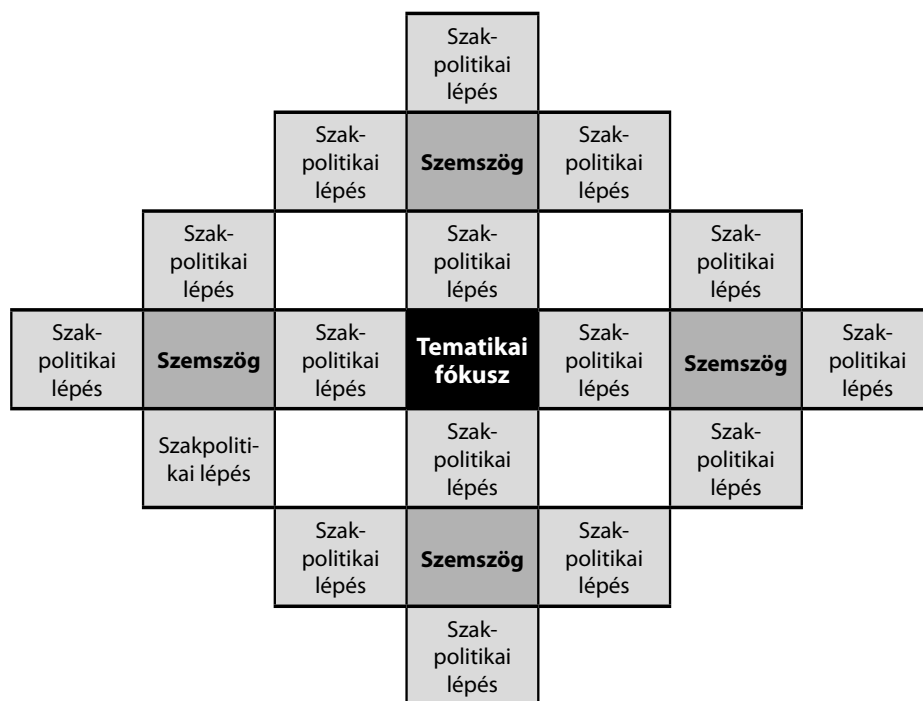 Szak-
politikai
lépés
Szak-
politikai
lépés
Szemszög
Szak-
politikai
lépés
Szak-
politikai
lépés
Szak-
politikai
lépés
Szak-
politikai
lépés
Szak-
politikai
lépés
Szemszög
Szak-
politikai
lépés
Tematikai
fókusz
Szak-
politikai
lépés
Szemszög
Szak-
politikai
lépés
Szakpoliti-
kai lépés
Szak-
politikai
lépés
Szak-
politikai
lépés
Szak-
politikai
lépés
Szemszög
Szak-
politikai
lépés
Szak-
politikai
lépés